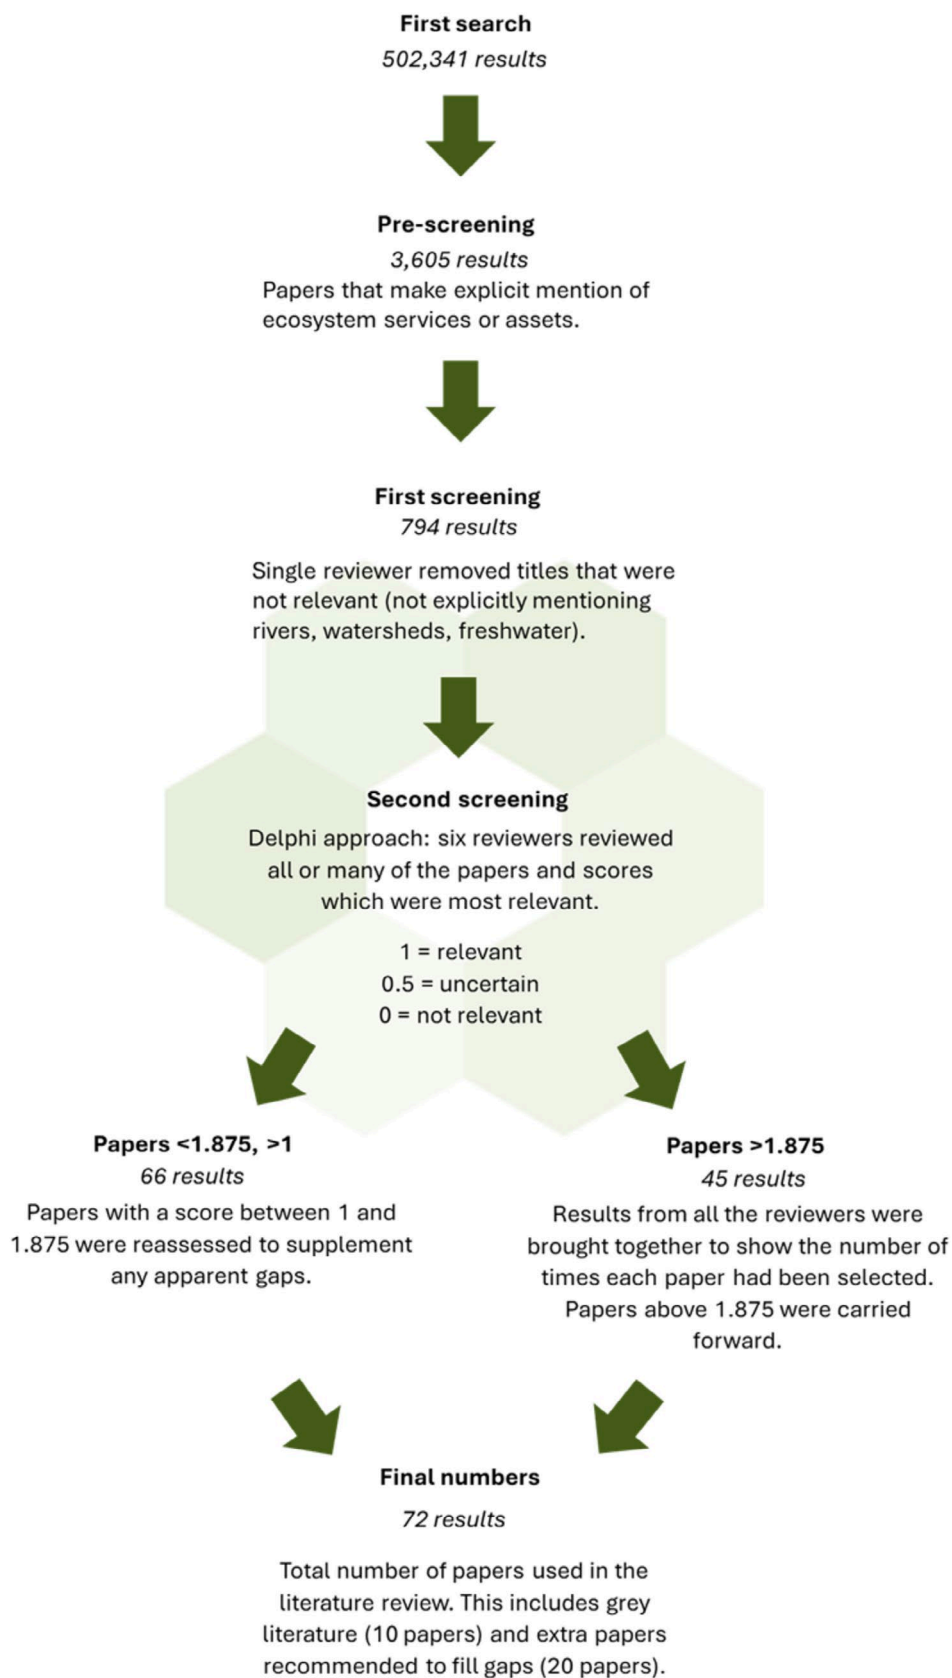 First search
502,341 results
Pre-screening
3,605 results
Papers that make explicit mention of
ecosystem services or assets.
First screening
794 results
Single reviewer removed titles that were
not relevant (not explicitly mentioning
rivers, watersheds, freshwater).
Second screening
Delphi approach: six reviewers reviewed
all or many of the papers and scores
which were most relevant.
1 = relevant
0.5 = uncertain
0 = not relevant
Papers <1.875, >1
66 results
Papers with a score between 1 and
1.875 were reassessed to supplement
any apparent gaps.
Papers >1.875
45 results
Results from all the reviewers were
brought together to show the number of
times each paper had been selected.
Papers above 1.875 were carried
forward.
Final numbers
72 results
Total number of papers used in the
literature review. This includes grey
literature (10 papers) and extra papers
recommended to fill gaps (20 papers).